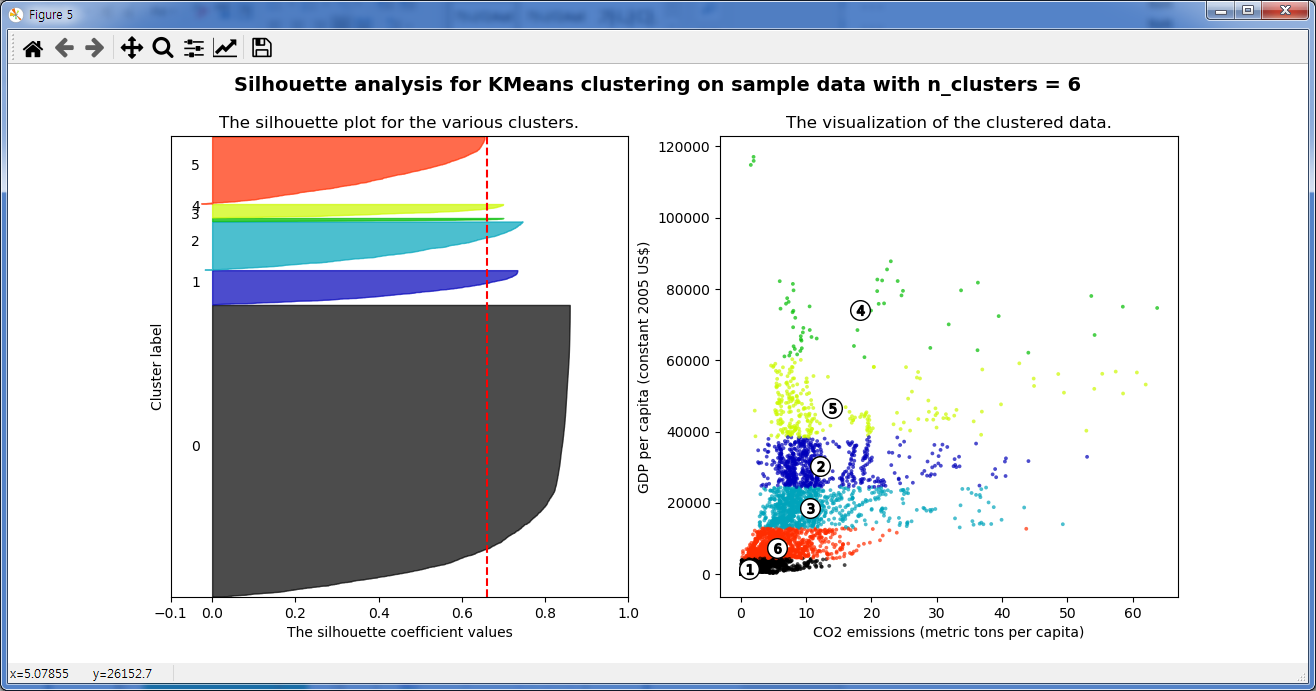 Figure 5
Silhouette analysis for KMeans clustering on sample data with n_clusters = 6
The silhouette plot for the various clusters.
5
4
3
2
1
0
Cluster label
−0.1 0.0 0.2 0.4 0.6 0.8 1.0
The silhouette coefficient values
The visualization of the clustered data.
120000
100000
80000
60000
40000
20000
0
GDP per capita (constant 2005 US$)
4
5
2
3
6
1
0 10 20 30 40 50 60
CO2 emissions (metric tons per capita)
x=5.07855 y=26152.7